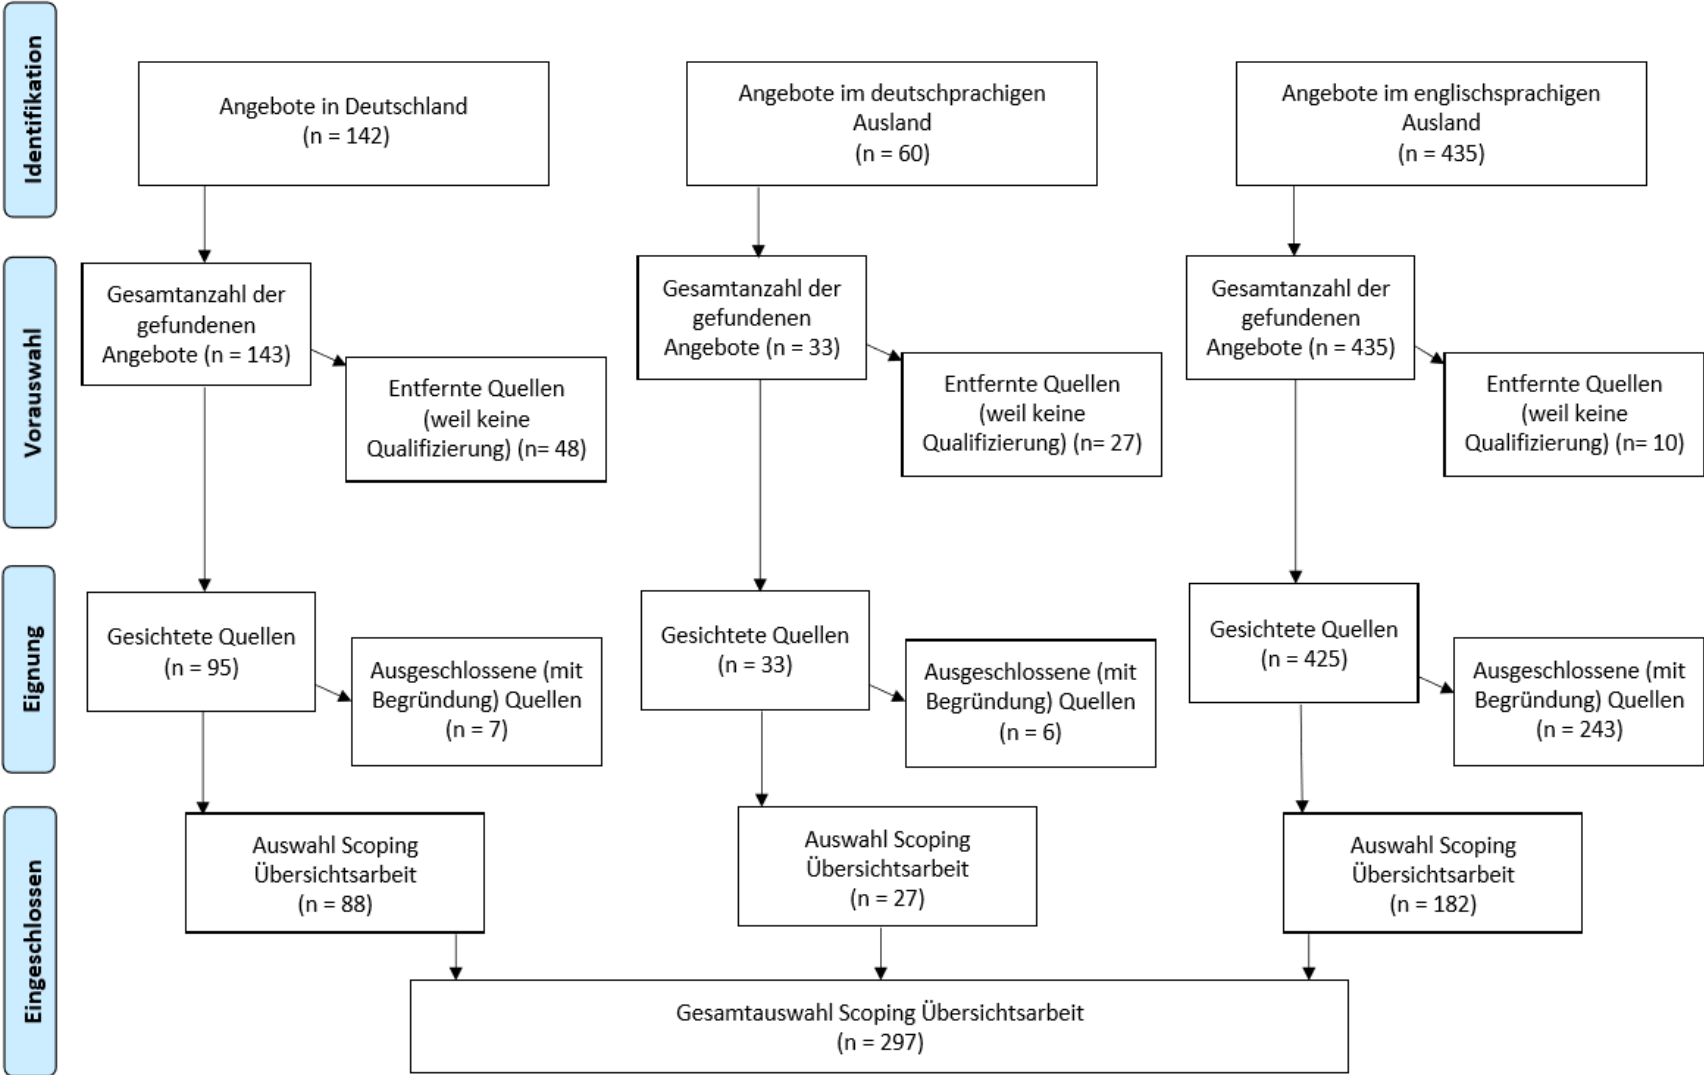 Identifikation
Angebote in Deutschland
(n = 142)
Angebote im deutschprachigen
Ausland
(n = 60)
Angebote im englischsprachigen
Ausland
(n = 435)
Vorauswahl
Gesamtanzahl der
gefundenen
Angebote (n = 143)
Entfernte Quellen
(weil keine
Qualifizierung) (n= 48)
Gesamtanzahl der
gefundenen
Angebote (n = 33)
Entfernte Quellen
(weil keine
Qualifizierung) (n= 27)
Gesamtanzahl der
gefundenen
Angebote (n = 435)
Entfernte Quellen
(weil keine
Qualifizierung) (n= 10)
Eignung
Gesichtete Quellen
(n = 95)
Ausgeschlossene (mit
Begründung) Quellen
(n = 7)
Gesichtete Quellen
(n = 33)
Ausgeschlossene (mit
Begründung) Quellen
(n = 6)
Gesichtete Quellen
(n = 425)
Ausgeschlossene (mit
Begründung) Quellen
(n = 243)
Eingeschlossen
Auswahl Scoping
Übersichtsarbeit
(n = 88)
Auswahl Scoping
Übersichtsarbeit
(n = 27)
Auswahl Scoping
Übersichtsarbeit
(n = 182)
Gesamtauswahl Scoping Übersichtsarbeit
(n = 297)